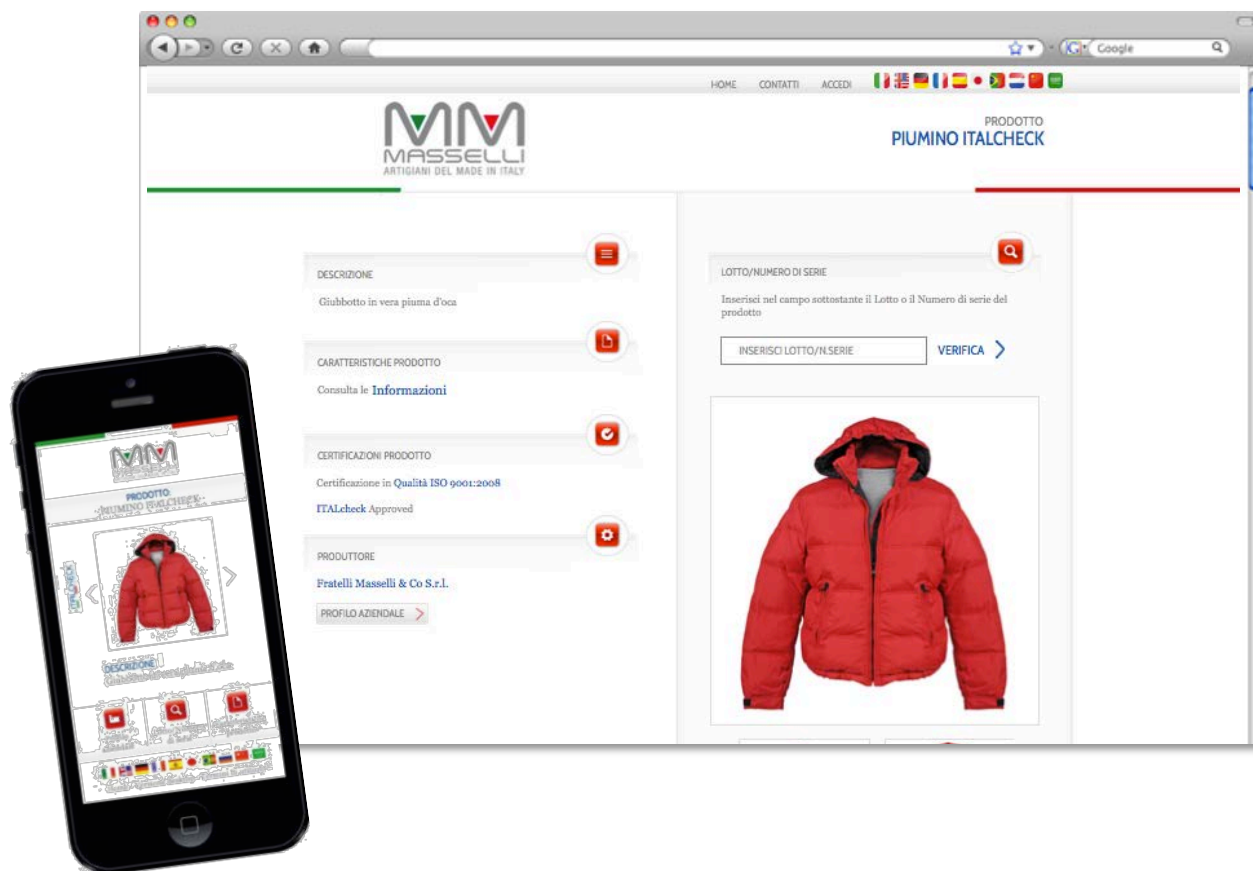 Google
HOME CONTATTI ACCEDI
MASSELLI
ARTIGIANI DEL MADE IN ITALY
PRODOTTO
PIUMINO ITALCHECK
DESCRIZIONE
Giubbotto in vera piuma d'oca
CARATTERISTICHE PRODOTTO
Consulta le Informazioni
CERTIFICAZIONI PRODOTTO
Certificazione in Qualità ISO 9001:2008
ITALcheck Approved
PRODUTTORE
Fratelli Masselli & Co S.r.l.
PROFILO AZIENDALE
LOTTO/NUMERO DI SERIE
Inserisci nel campo sottostante il Lotto o il Numero di serie del
prodotto
INSERISCI LOTTO/N.SERIE
VERIFICA
PRODOTTO:
PIUMINO ITALCHECK
ITALCHECK
DESCRIZIONE